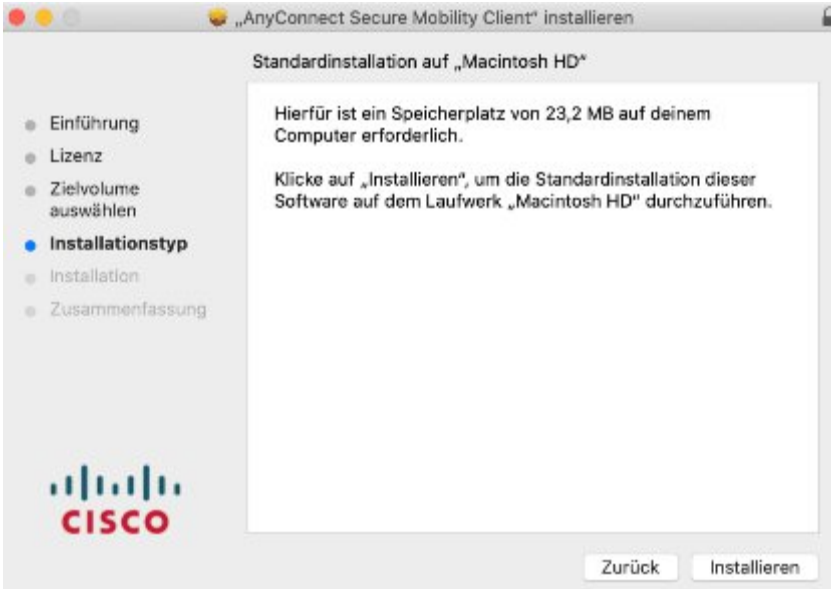 „AnyConnect Secure Mobility Client“ installieren
Standardinstallation auf „Macintosh HD“
Einführung
Lizenz
Zielvolume
auswählen
Installationstyp
Installation
Zusammenfassung
Hierfür ist ein Speicherplatz von 23,2 MB auf deinem
Computer erforderlich.
Klicke auf „Installieren“, um die Standardinstallation dieser
Software auf dem Laufwerk „Macintosh HD“ durchzuführen.
CISCO
Zurück
Installieren